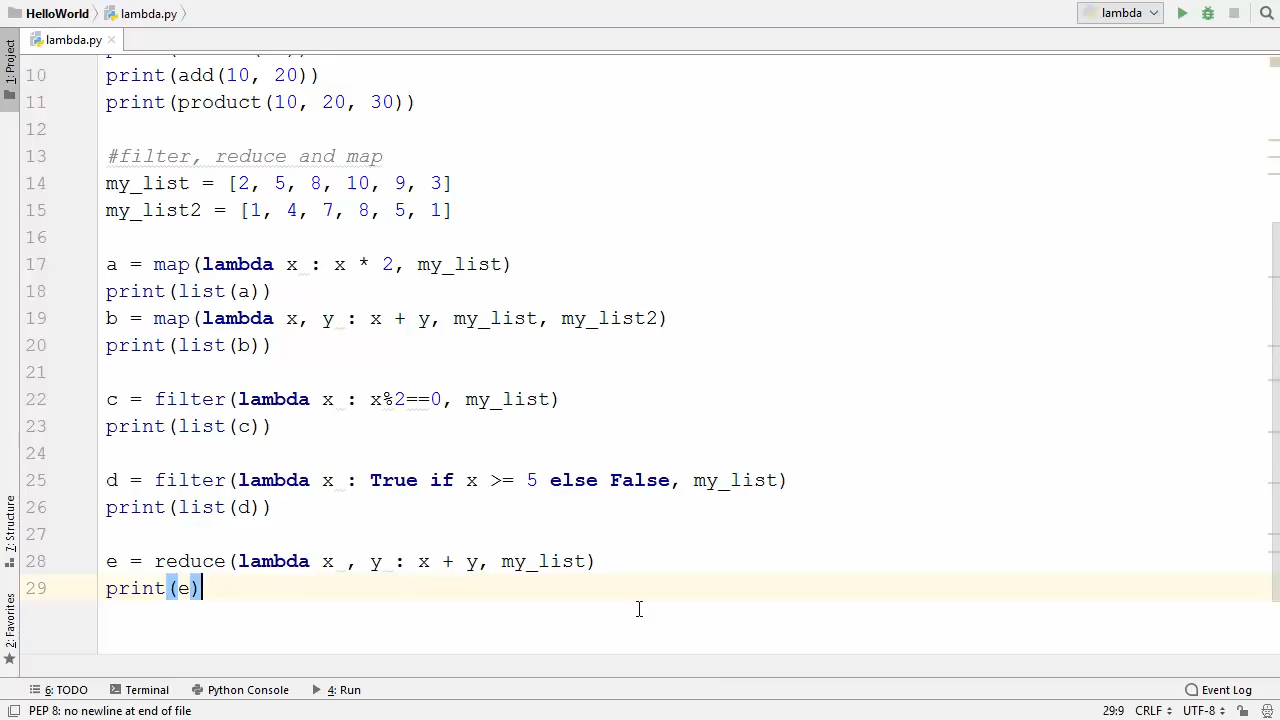 HelloWorld lambda.py lambda
lambda.py
1: Project
10 print(add(10, 20))
11 print(product(10, 20, 30))
12
13 #filter, reduce and map
14 my_list = [2, 5, 8, 10, 9, 3]
15 my_list2 = [1, 4, 7, 8, 5, 1]
16
17 a = map(lambda x : x * 2, my_list)
18 print(list(a))
19 b = map(lambda x, y : x + y, my_list, my_list2)
20 print(list(b))
21
22 c = filter(lambda x : x%2==0, my_list)
23 print(list(c))
24
25 d = filter(lambda x : True if x >= 5 else False, my_list)
26 print(list(d))
27
28 e = reduce(lambda x , y : x + y, my_list)
29 print(e)
7: Structure
2: Favorites
6: TODO Terminal Python Console 4: Run Event Log
PEP 8: no newline at end of file 29:9 CRLF UTF-8